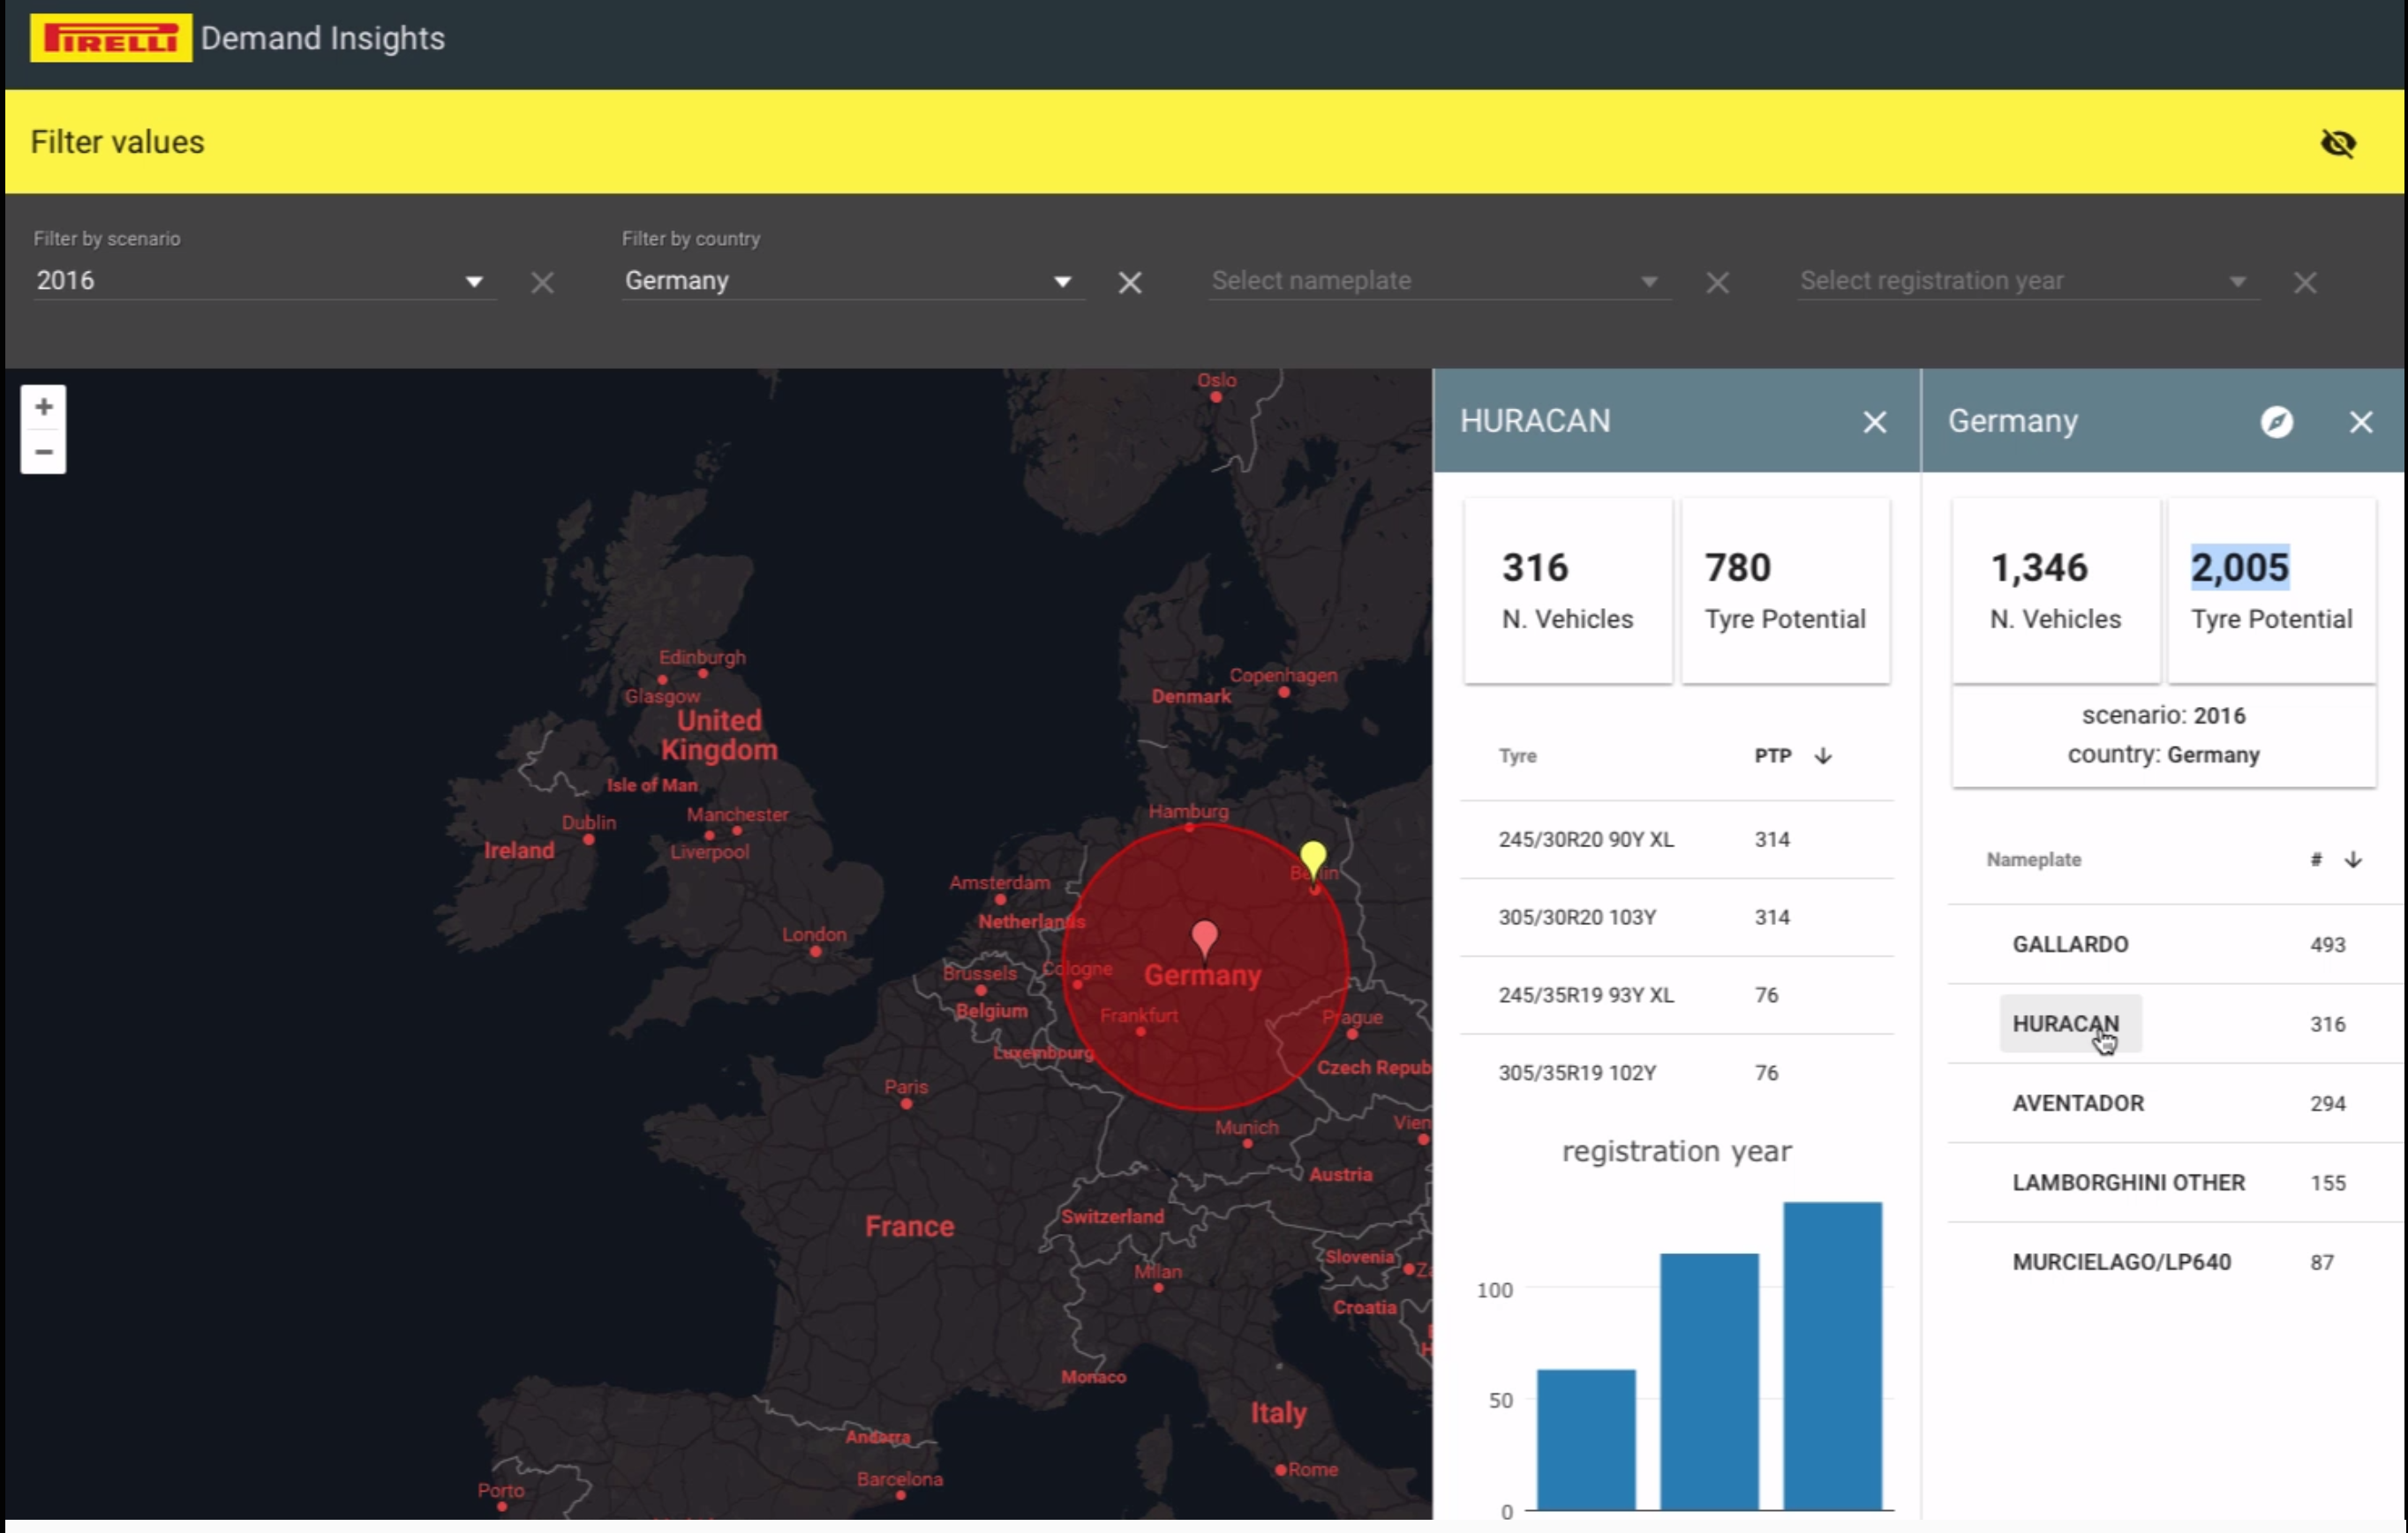 PIRELLI Demand Insights
Filter values
Filter by scenario
2016
Filter by country
Germany
Select nameplate
Select registration year
+
−
Oslo
Edinburgh
Glasgow
United
Kingdom
Isle of Man
Manchester
Dublin
Liverpool
Ireland
London
Copenhagen
Denmark
Hamburg
Berlin
Amsterdam
Netherlands
Brussels
Cologne
Germany
Belgium
Frankfurt
Prague
Luxembourg
Czech Repub
Paris
Munich
Vien
Austria
France
Switzerland
Slovenia
Milan
Za
Croatia
Monaco
Italy
Andorra
Barcelona
Rome
Porto
HURACAN
316
N. Vehicles
780
Tyre Potential
Tyre PTP
245/30R20 90Y XL 314
305/30R20 103Y 314
245/35R19 93Y XL 76
305/35R19 102Y 76
registration year
100
50
0
Germany
1,346
N. Vehicles
2,005
Tyre Potential
scenario: 2016
country: Germany
Nameplate #
GALLARDO 493
HURACAN 316
AVENTADOR 294
LAMBORGHINI OTHER 155
MURCIELAGO/LP640 87